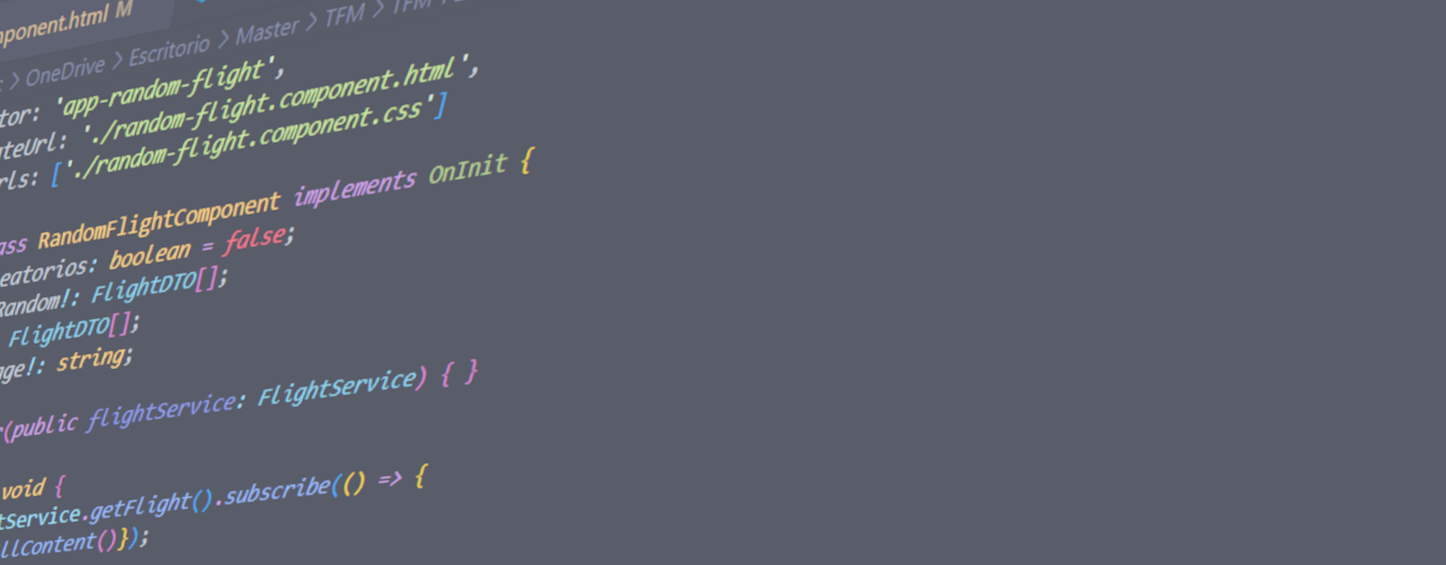 mponent.html M
> OneDrive > Escritorio > Master > TFM > TFM
tor: 'app-random-flight',
ateUrl: './random-flight.component.html',
rls: ['./random-flight.component.css']
ass RandomFlightComponent implements OnInit {
eatorios: boolean = false;
Random!: FlightDTO[];
FlightDTO[];
ge!: string;
r(public flightService: FlightService) { }
void {
tService.getFlight().subscribe(() => {
llContent()});